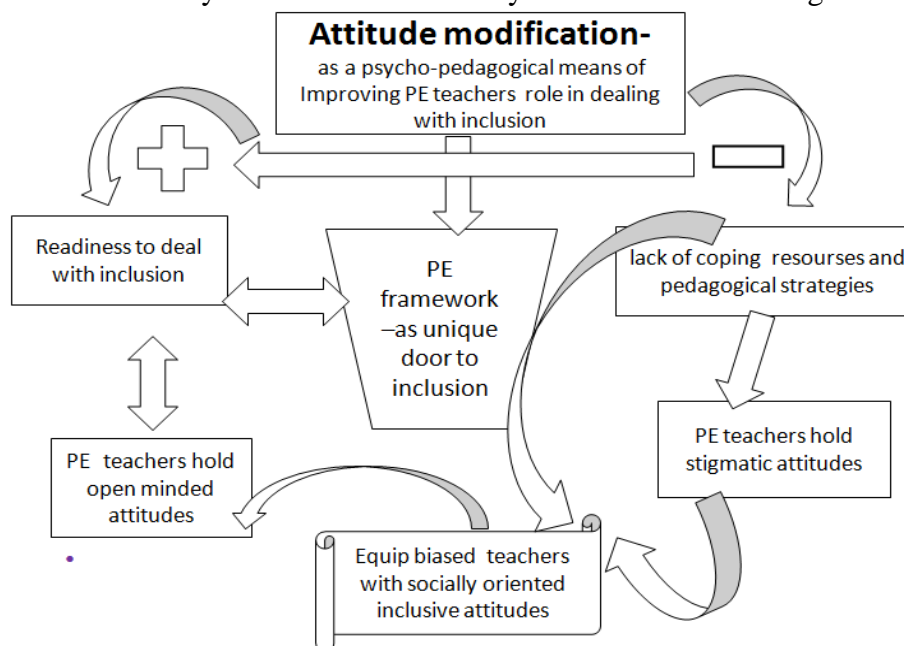 Attitude modification-
as a psycho-pedagogical means of
Improving PE teachers role in dealing
with inclusion
Readiness to deal
with inclusion
PE
framework
–as unique
door to
inclusion
lack of coping resourses and
pedagogical strategies
PE teachers hold
stigmatic attitudes
PE teachers hold
open minded
attitudes
Equip biased teachers
with socially oriented
inclusive attitudes